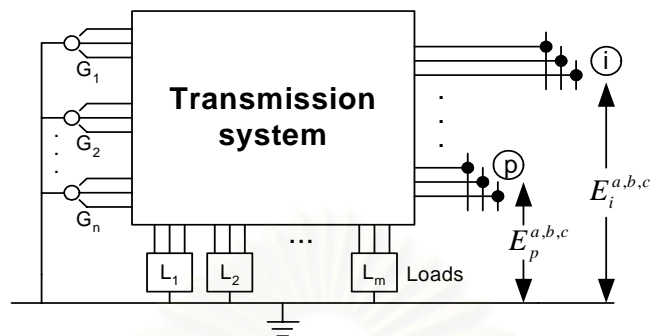 G1
G2
Gn
Transmission
system
i
p
E_i^{a,b,c}
E_p^{a,b,c}
L1 L2 ... Lm Loads